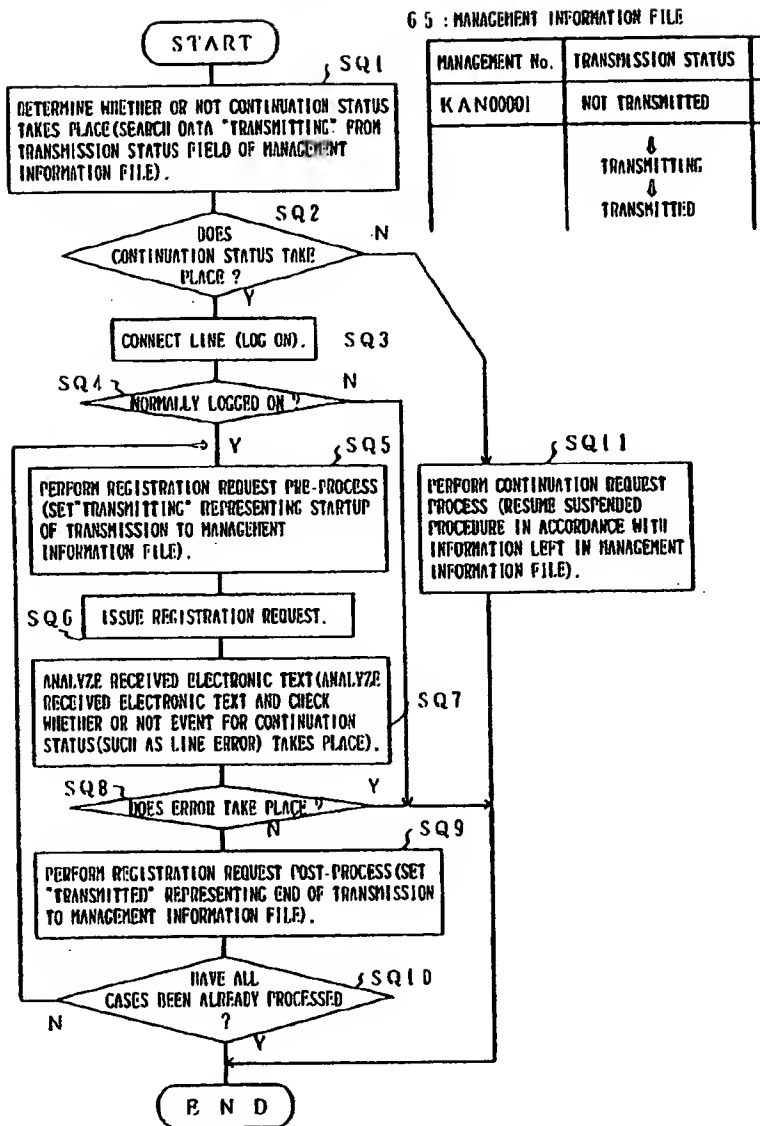 START
SQ1
DETERMINE WHETHER OR NOT CONTINUATION STATUS
TAKES PLACE (SEARCH DATA "TRANSMITTING" FROM
TRANSMISSION STATUS FIELD OF MANAGEMENT
INFORMATION FILE).
65 : MANAGEMENT INFORMATION FILE
MANAGEMENT No. TRANSMISSION STATUS
KAN00001 NOT TRANSMITTED
⇩
TRANSMITTING
⇩
TRANSMITTED
SQ2
DOES
CONTINUATION STATUS TAKE
PLACE ?
N
Y
CONNECT LINE (LOG ON).
SQ3
SQ4
NORMALLY LOGGED ON ?
N
Y
SQ5
PERFORM REGISTRATION REQUEST PRE-PROCESS
(SET "TRANSMITTING" REPRESENTING STARTUP
OF TRANSMISSION TO MANAGEMENT
INFORMATION FILE).
SQ11
PERFORM CONTINUATION REQUEST
PROCESS (RESUME SUSPENDED
PROCEDURE IN ACCORDANCE WITH
INFORMATION LEFT IN MANAGEMENT
INFORMATION FILE).
SQ6
ISSUE REGISTRATION REQUEST.
ANALYZE RECEIVED ELECTRONIC TEXT (ANALYZE
RECEIVED ELECTRONIC TEXT AND CHECK
WHETHER OR NOT EVENT FOR CONTINUATION
STATUS (SUCH AS LINE ERROR) TAKES PLACE).
SQ7
SQ8
DOES ERROR TAKE PLACE ?
Y
N
SQ9
PERFORM REGISTRATION REQUEST POST-PROCESS (SET
"TRANSMITTED" REPRESENTING END OF TRANSMISSION
TO MANAGEMENT INFORMATION FILE).
HAVE ALL
CASES BEEN ALREADY PROCESSED
?
SQ10
N
Y
END